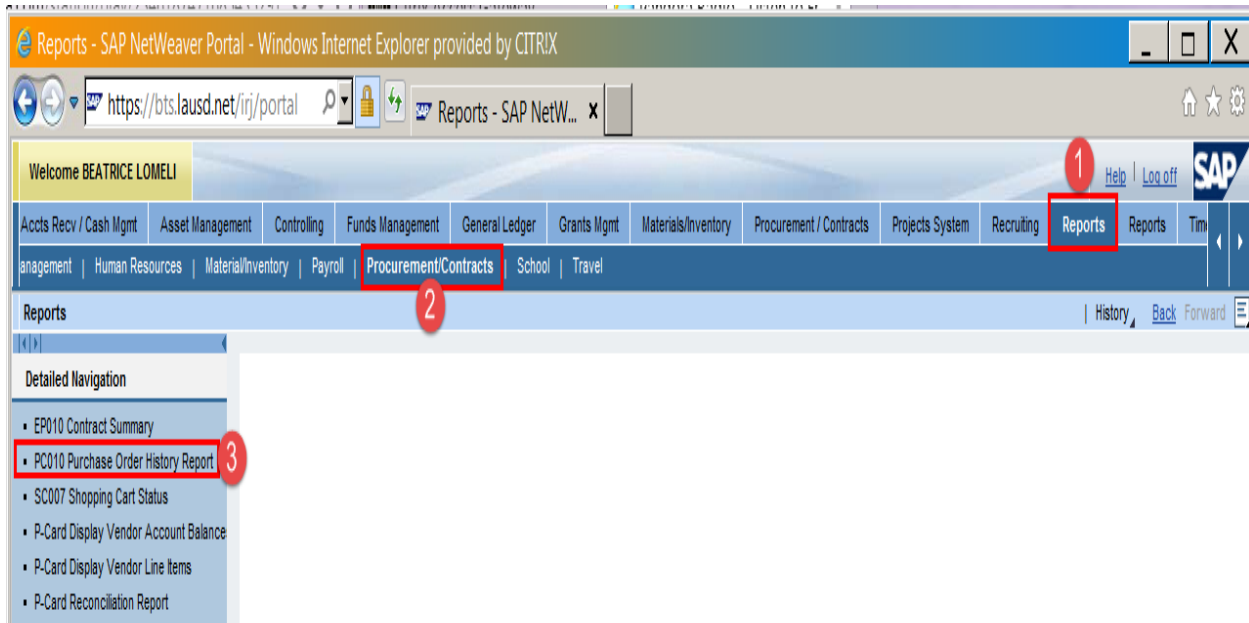 Reports - SAP NetWeaver Portal - Windows Internet Explorer provided by CITR!X
https://bts.lausd.net/irj/portal
Reports - SAP NetW...
Welcome BEATRICE LOMELI
1
Help | Log off
SAP
Accts Recv / Cash Mgmt Asset Management Controlling Funds Management General Ledger Grants Mgmt Materials/Inventory Procurement / Contracts Projects System Recruiting Reports Reports Time
anagement | Human Resources | Material/Inventory | Payroll | Procurement/Contracts | School | Travel
2
Reports
| History Back Forward
Detailed Navigation
EP010 Contract Summary
PC010 Purchase Order History Report
3
SC007 Shopping Cart Status
P-Card Display Vendor Account Balance
P-Card Display Vendor Line Items
P-Card Reconciliation Report